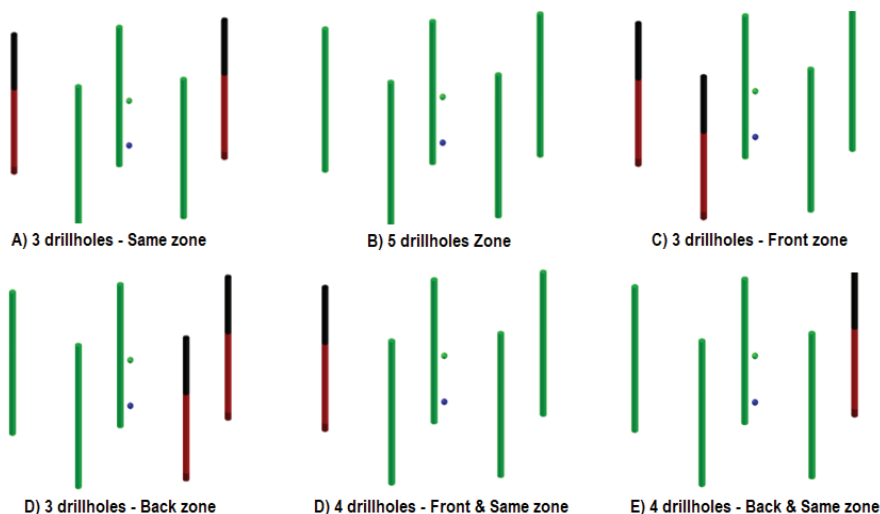 A) 3 drillholes - Same zone
B) 5 drillholes Zone
C) 3 drillholes - Front zone
D) 3 drillholes - Back zone
D) 4 drillholes - Front & Same zone
E) 4 drillholes - Back & Same zone